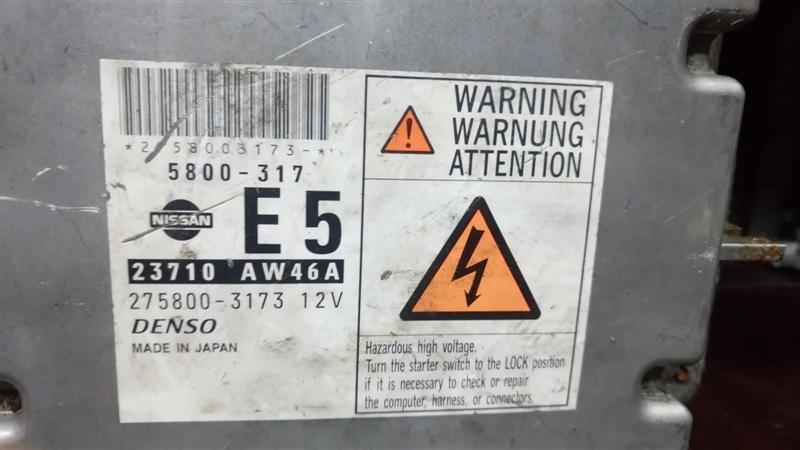 *258003173-*
5800-317
NISSAN
E5
23710 AW46A
275800-3173 12V
DENSO
MADE IN JAPAN
WARNING
WARNUNG
ATTENTION
Hazardous high voltage.
Turn the starter switch to the LOCK position
if it is necessary to check or repair
the computer, harness, or connectors.